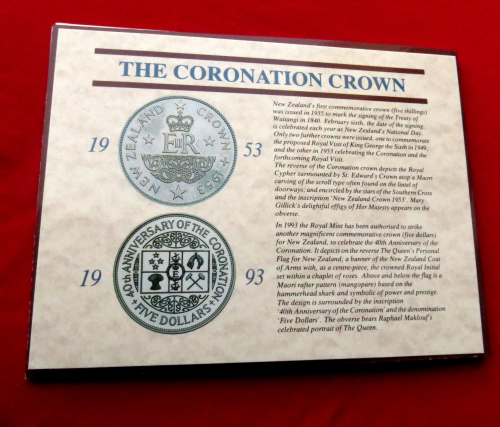 THE CORONATION CROWN
New Zealand's first commemorative crown (five shillings)
was issued in 1935 to mark the signing of the Treaty of
Waitangi in 1840. February sixth, the date of the signing,
is celebrated each year as New Zealand's National Day.
Only two further crowns were issued, one to commemorate
the proposed Royal Visit of King George the Sixth in 1949,
and the other in 1953 celebrating the Coronation and the
forthcoming Royal Visit.
The reverse of the Coronation crown depicts the Royal
Cypher surmounted by St. Edward's Crown atop a Maori
carving of the scroll type often found on the lintel of
doorways; and encircled by the stars of the Southern Cross
and the inscription 'New Zealand Crown 1953'. Mary
Gillick's delightful effigy of Her Majesty appears on the
obverse.
19 53
NEW ZEALAND CROWN 1953
EIIR
In 1993 the Royal Mint has been authorised to strike
another magnificent commemorative crown (five dollars)
for New Zealand, to celebrate the 40th Anniversary of the
Coronation. It depicts on the reverse The Queen's Personal
Flag for New Zealand; a banner of the New Zealand Coat
of Arms with, as a centre-piece, the crowned Royal Initial
set within a chaplet of roses. Above and below the flag is a
Maori rafter pattern (mangopare) based on the
hammerhead shark and symbolic of power and prestige.
The design is surrounded by the inscription
'40th Anniversary of the Coronation' and the denomination
'Five Dollars'. The obverse bears Raphael Maklouf's
celebrated portrait of The Queen.
19 93
40TH ANNIVERSARY OF THE CORONATION
FIVE DOLLARS